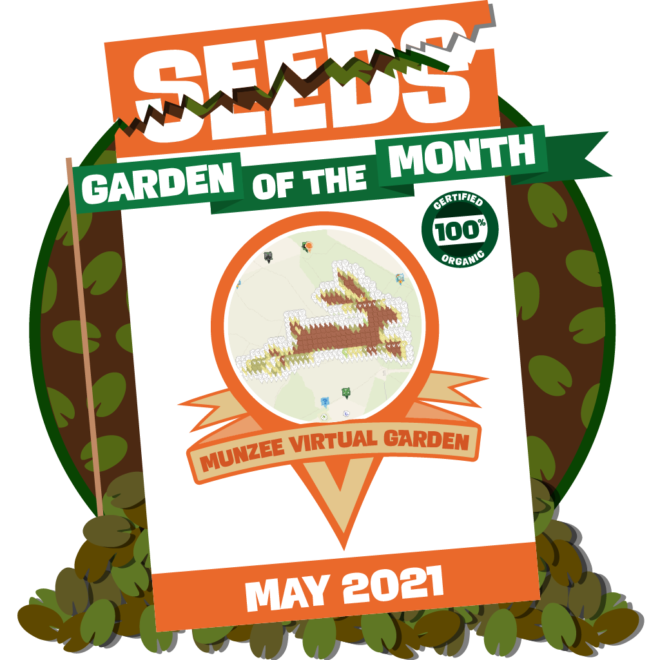 SEEDS
GARDEN OF THE MONTH
CERTIFIED
100%
ORGANIC
MUNZEE VIRTUAL GARDEN
MAY 2021